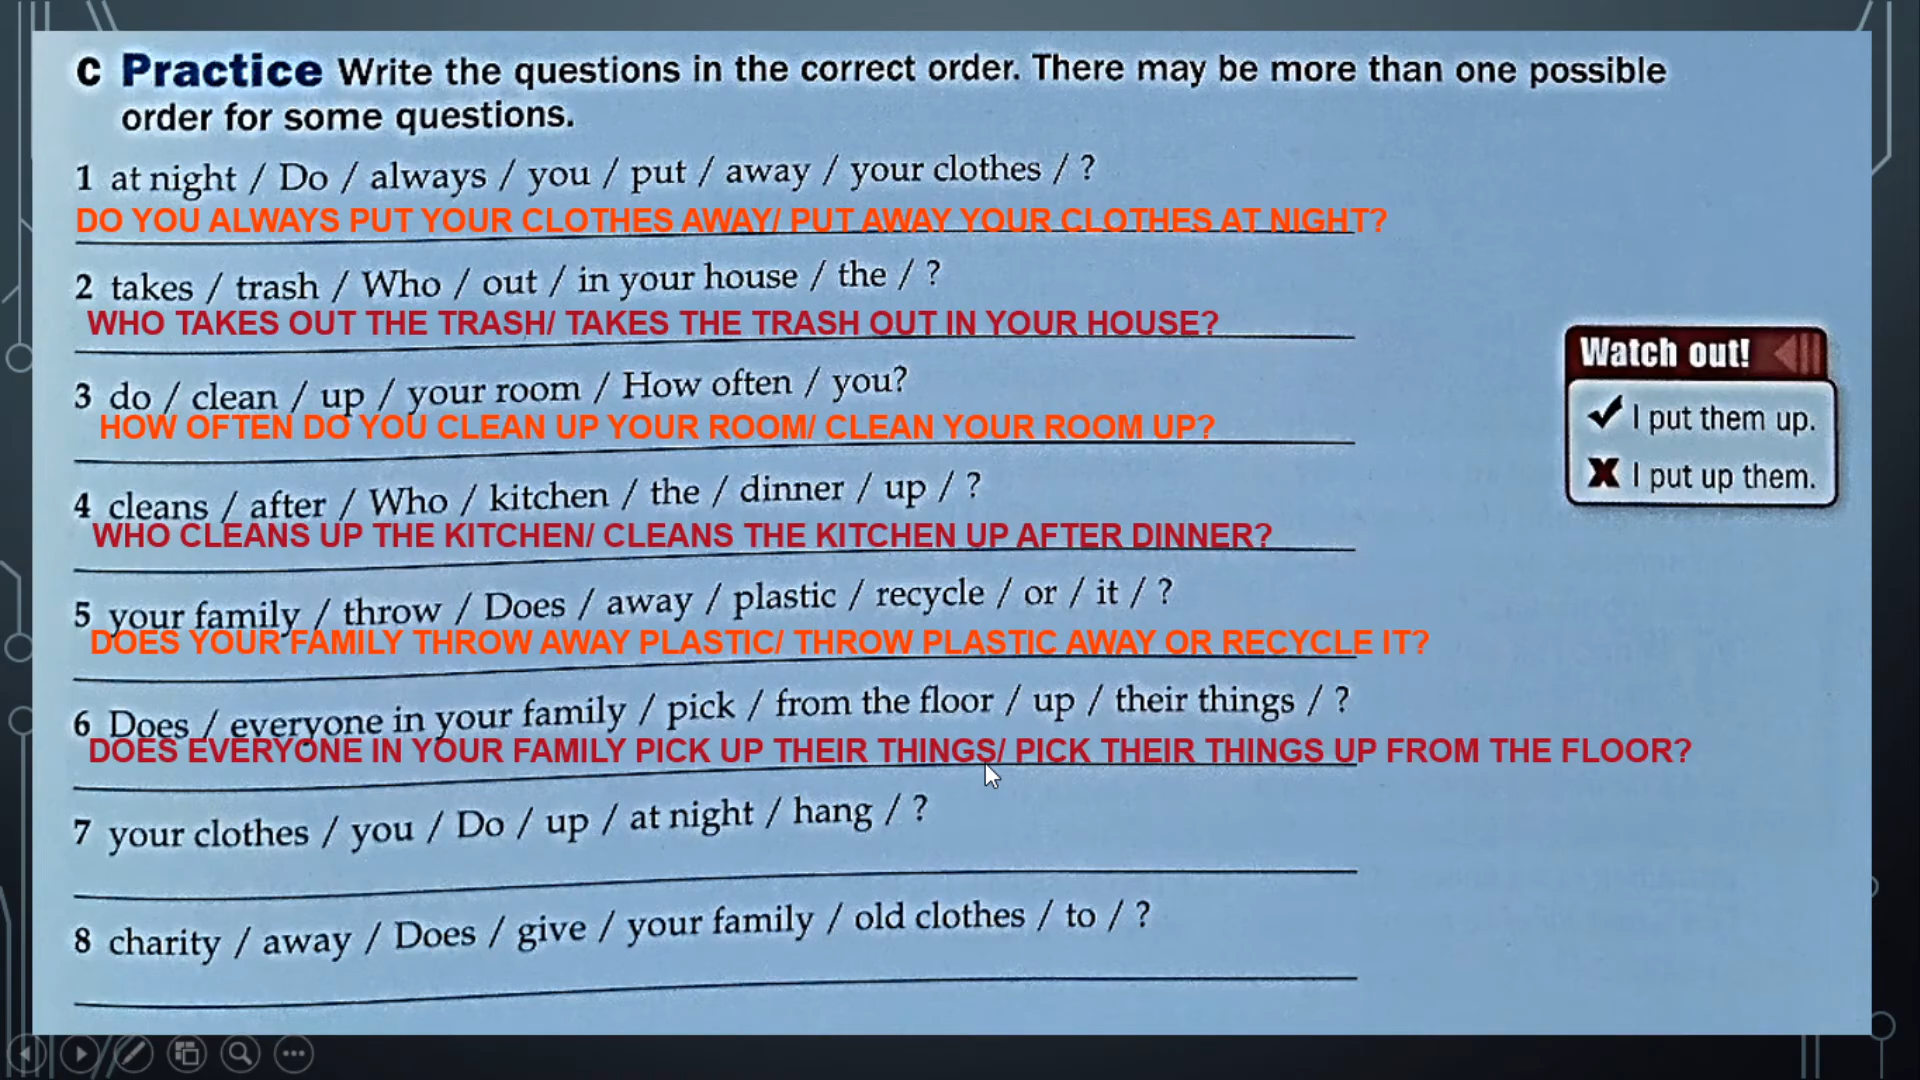 C Practice Write the questions in the correct order. There may be more than one possible
order for some questions.
1 at night / Do / always / you / put / away / your clothes / ?
DO YOU ALWAYS PUT YOUR CLOTHES AWAY/ PUT AWAY YOUR CLOTHES AT NIGHT?
2 takes / trash / Who / out / in your house / the / ?
WHO TAKES OUT THE TRASH/ TAKES THE TRASH OUT IN YOUR HOUSE?
3 do / clean / up / your room / How often / you?
HOW OFTEN DO YOU CLEAN UP YOUR ROOM/ CLEAN YOUR ROOM UP?
4 cleans / after / Who / kitchen / the / dinner / up / ?
WHO CLEANS UP THE KITCHEN/ CLEANS THE KITCHEN UP AFTER DINNER?
5 your family / throw / Does / away / plastic / recycle / or / it / ?
DOES YOUR FAMILY THROW AWAY PLASTIC/ THROW PLASTIC AWAY OR RECYCLE IT?
6 Does / everyone in your family / pick / from the floor / up / their things / ?
DOES EVERYONE IN YOUR FAMILY PICK UP THEIR THINGS/ PICK THEIR THINGS UP FROM THE FLOOR?
7 your clothes / you / Do / up / at night / hang / ?
8 charity / away / Does / give / your family / old clothes / to / ?
Watch out!
I put them up.
I put up them.